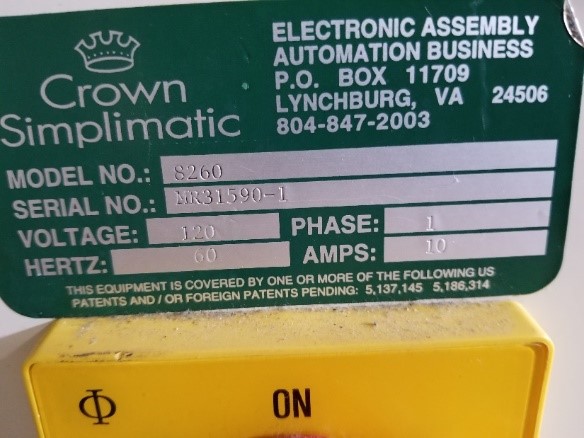 Crown
Simplimatic
ELECTRONIC ASSEMBLY
AUTOMATION BUSINESS
P.O. BOX 11709
LYNCHBURG, VA 24506
804-847-2003
MODEL NO.: 8260
SERIAL NO.: MR31590-1
VOLTAGE: 120 PHASE: 1
HERTZ: 60 AMPS: 10
THIS EQUIPMENT IS COVERED BY ONE OR MORE OF THE FOLLOWING US
PATENTS AND / OR FOREIGN PATENTS PENDING: 5,137,145 5,186,314
Φ ON